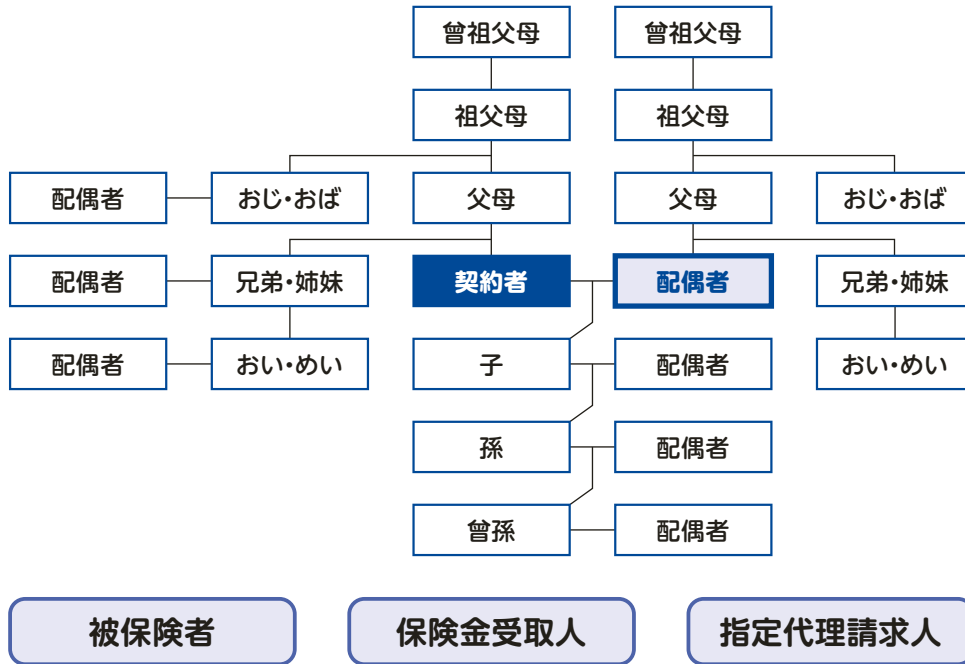 曾祖父母
曾祖父母
祖父母
祖父母
配偶者
おじ・おば
父母
父母
おじ・おば
配偶者
兄弟・姉妹
契約者
配偶者
兄弟・姉妹
配偶者
おい・めい
子
配偶者
おい・めい
孫
配偶者
曾孫
配偶者
被保険者
保険金受取人
指定代理請求人